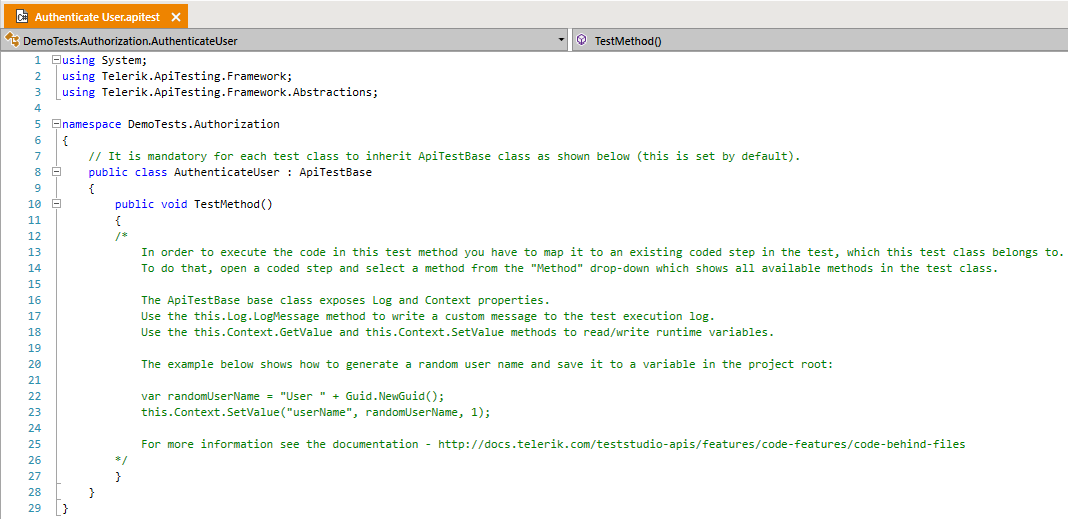 C# Authenticate User.apitest ×
DemoTests.Authorization.AuthenticateUser TestMethod()
1 using System;
2 using Telerik.ApiTesting.Framework;
3 using Telerik.ApiTesting.Framework.Abstractions;
4
5 namespace DemoTests.Authorization
6 {
7 // It is mandatory for each test class to inherit ApiTestBase class as shown below (this is set by default).
8 public class AuthenticateUser : ApiTestBase
9 {
10 public void TestMethod()
11 {
12 /*
13 In order to execute the code in this test method you have to map it to an existing coded step in the test, which this test class belongs to.
14 To do that, open a coded step and select a method from the "Method" drop-down which shows all available methods in the test class.
15
16 The ApiTestBase base class exposes Log and Context properties.
17 Use the this.Log.LogMessage method to write a custom message to the test execution log.
18 Use the this.Context.GetValue and this.Context.SetValue methods to read/write runtime variables.
19
20 The example below shows how to generate a random user name and save it to a variable in the project root:
21
22 var randomUserName = "User " + Guid.NewGuid();
23 this.Context.SetValue("userName", randomUserName, 1);
24
25 For more information see the documentation - http://docs.telerik.com/teststudio-apis/features/code-features/code-behind-files
26 */
27 }
28 }
29 }